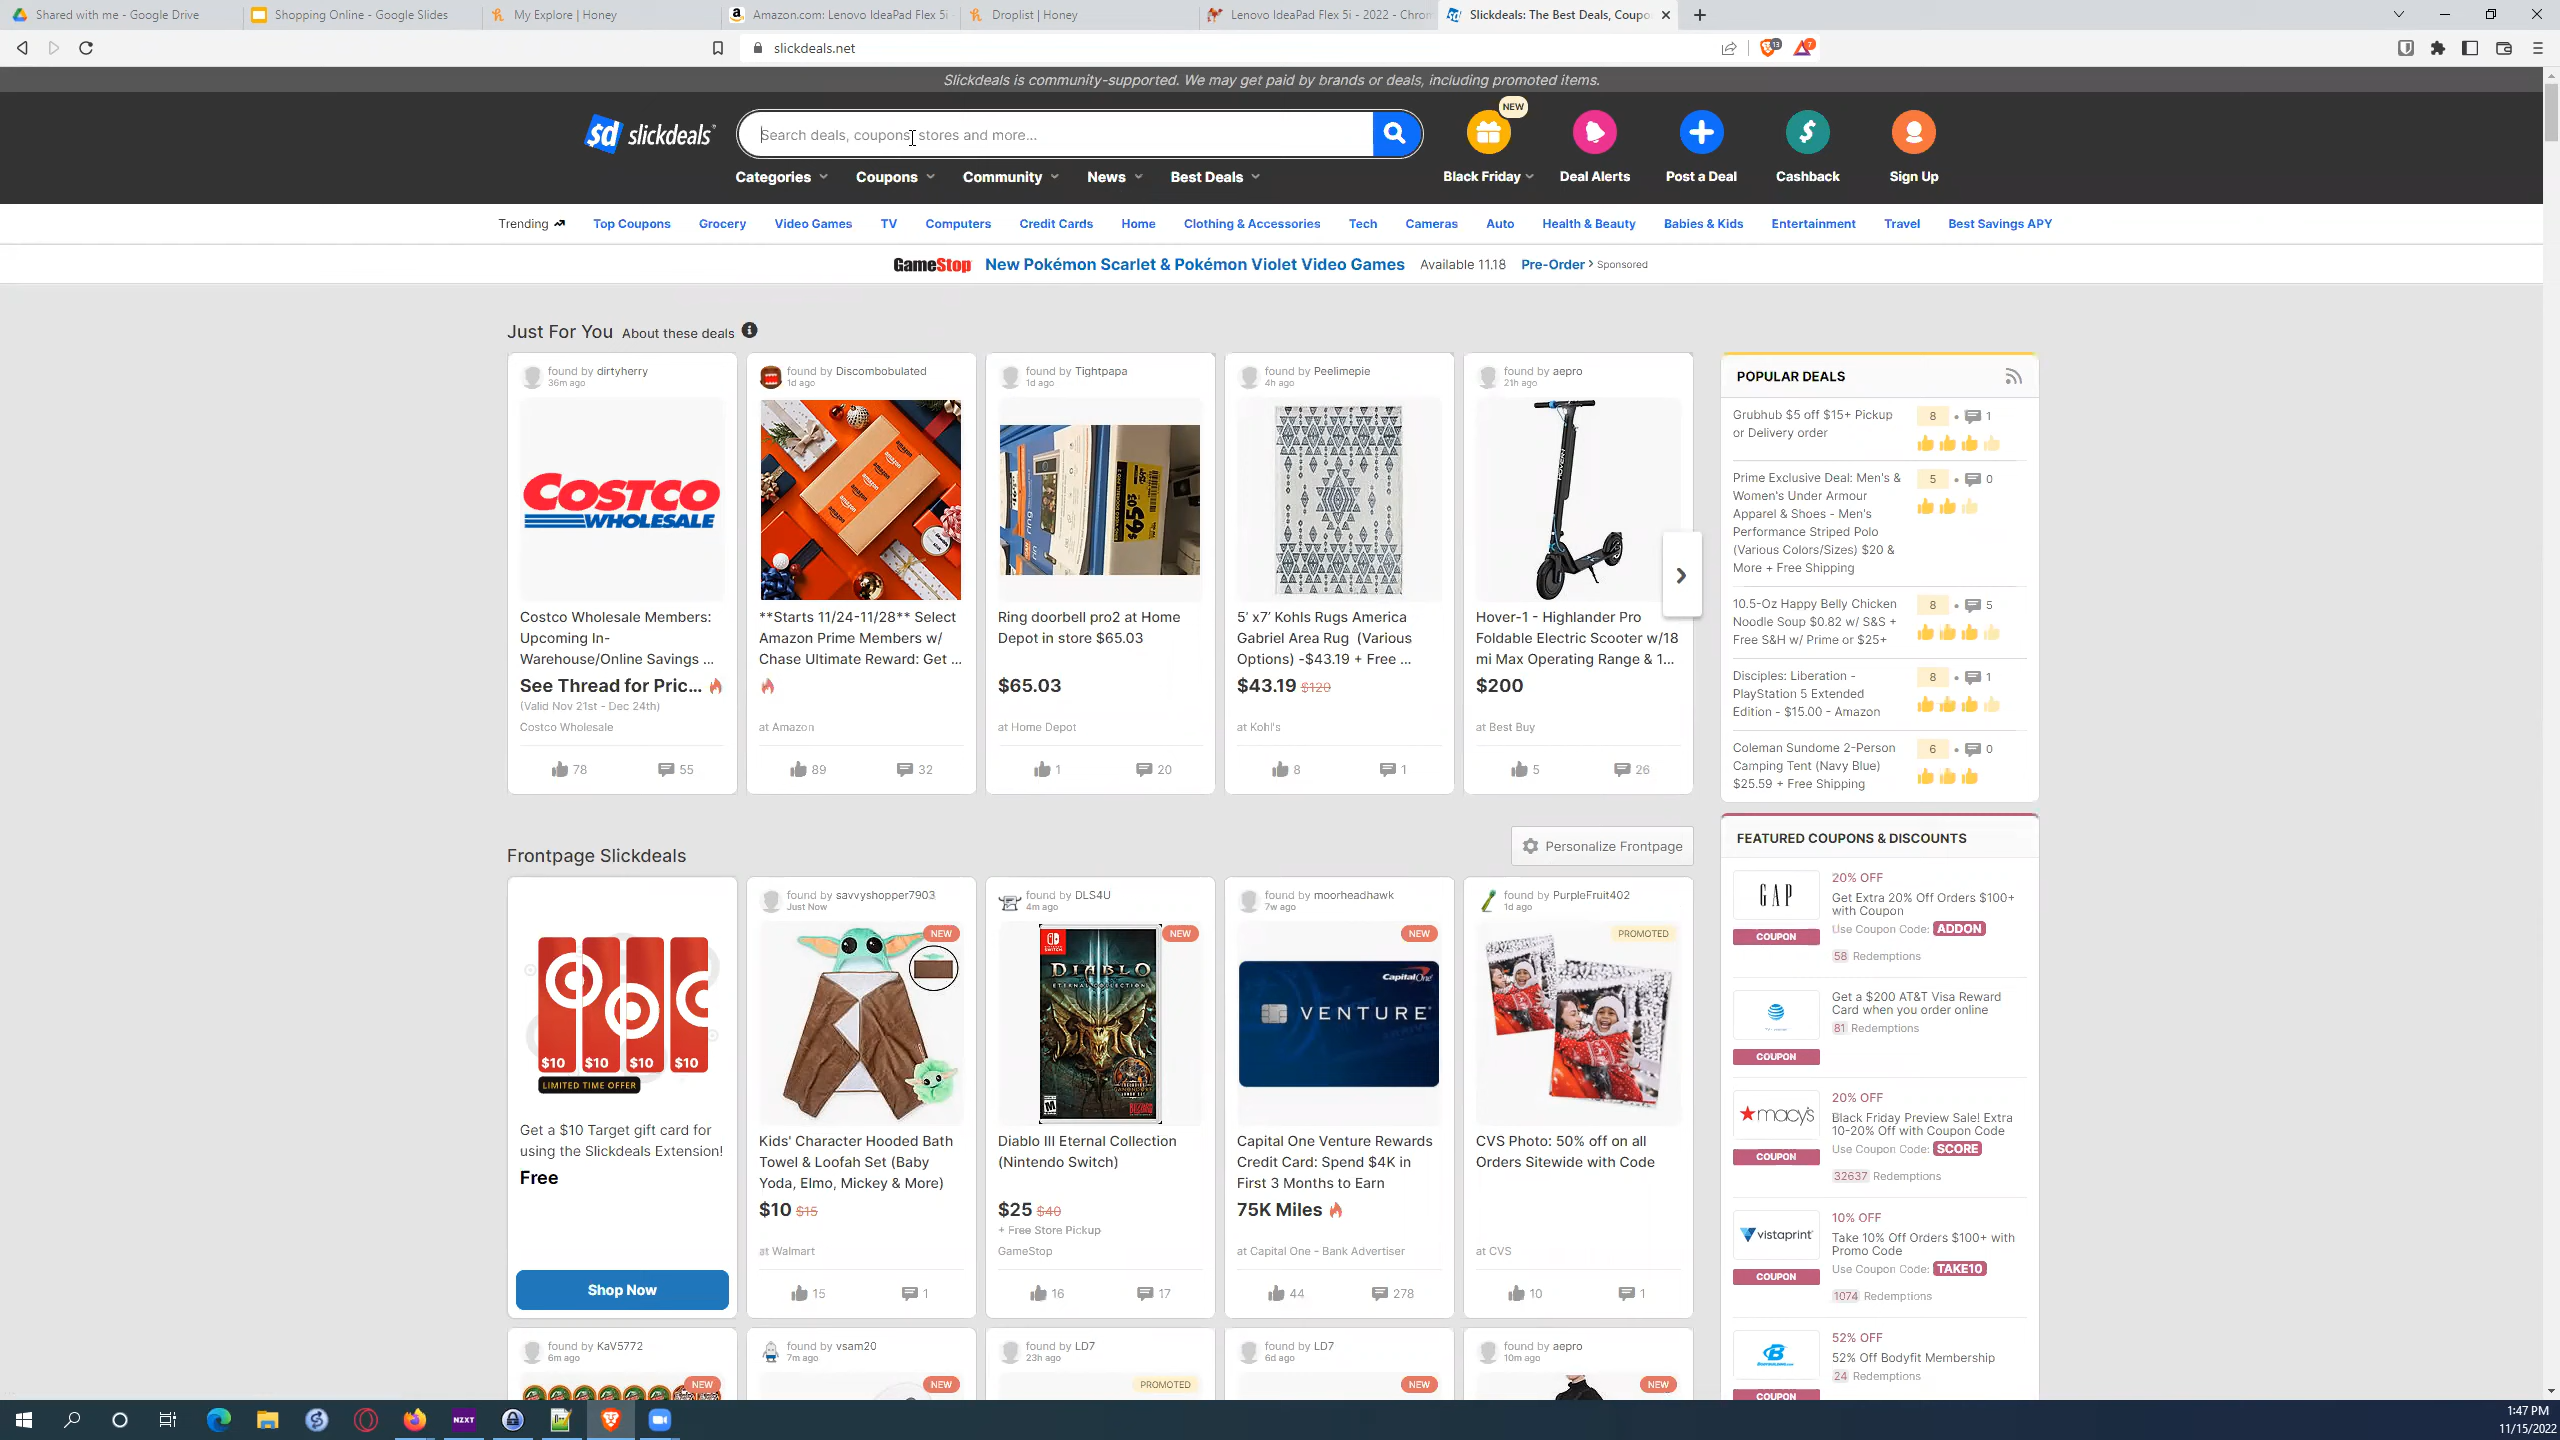 Shared with me - Google Drive
Shopping Online - Google Slides
My Explore | Honey
Amazon.com: Lenovo IdeaPad Flex 5i
Droplist | Honey
Lenovo IdeaPad Flex 5i - 2022 - Chrom
Slickdeals: The Best Deals, Coupo
slickdeals.net
Slickdeals is community-supported. We may get paid by brands or deals, including promoted items.
sd slickdeals
Search deals, coupons, stores and more...
NEW
Categories
Coupons
Community
News
Best Deals
Black Friday
Deal Alerts
Post a Deal
Cashback
Sign Up
Trending
Top Coupons
Grocery
Video Games
TV
Computers
Credit Cards
Home
Clothing & Accessories
Tech
Cameras
Auto
Health & Beauty
Babies & Kids
Entertainment
Travel
Best Savings APY
GameStop New Pokémon Scarlet & Pokémon Violet Video Games Available 11.18 Pre-Order > Sponsored
Just For You About these deals
found by dirtyherry
36m ago
COSTCO
WHOLESALE
Costco Wholesale Members:
Upcoming In-
Warehouse/Online Savings ...
See Thread for Pric...
(Valid Nov 21st - Dec 24th)
Costco Wholesale
78 55
found by Discombobulated
1d ago
**Starts 11/24-11/28** Select
Amazon Prime Members w/
Chase Ultimate Reward: Get ...
at Amazon
89 32
found by Tightpapa
1d ago
ring
$65.03
Ring doorbell pro2 at Home
Depot in store $65.03
$65.03
at Home Depot
1 20
found by Peelimepie
4h ago
5' x7' Kohls Rugs America
Gabriel Area Rug (Various
Options) -$43.19 + Free ...
$43.19 $120
at Kohl's
8 1
found by aepro
21h ago
Hover-1 - Highlander Pro
Foldable Electric Scooter w/18
mi Max Operating Range & 1...
$200
at Best Buy
5 26
POPULAR DEALS
Grubhub $5 off $15+ Pickup
or Delivery order
8 • 1
Prime Exclusive Deal: Men's &
Women's Under Armour
Apparel & Shoes - Men's
Performance Striped Polo
(Various Colors/Sizes) $20 &
More + Free Shipping
5 • 0
10.5-Oz Happy Belly Chicken
Noodle Soup $0.82 w/ S&S +
Free S&H w/ Prime or $25+
8 • 5
Disciples: Liberation -
PlayStation 5 Extended
Edition - $15.00 - Amazon
8 • 1
Coleman Sundome 2-Person
Camping Tent (Navy Blue)
$25.59 + Free Shipping
6 • 0
Frontpage Slickdeals
Personalize Frontpage
$10 $10 $10 $10
LIMITED TIME OFFER
Get a $10 Target gift card for
using the Slickdeals Extension!
Free
Shop Now
found by savvyshopper7903
Just Now
NEW
Kids' Character Hooded Bath
Towel & Loofah Set (Baby
Yoda, Elmo, Mickey & More)
$10 $15
at Walmart
15 1
found by DLS4U
4m ago
NEW
DIABLO
ETERNAL COLLECTION
Diablo III Eternal Collection
(Nintendo Switch)
$25 $40
+ Free Store Pickup
GameStop
16 17
found by moorheadhawk
7w ago
NEW
Capital One
VENTURE
Capital One Venture Rewards
Credit Card: Spend $4K in
First 3 Months to Earn
75K Miles
at Capital One - Bank Advertiser
44 278
found by PurpleFruit402
1d ago
PROMOTED
CVS Photo: 50% off on all
Orders Sitewide with Code
at CVS
10 1
FEATURED COUPONS & DISCOUNTS
GAP
COUPON
20% OFF
Get Extra 20% Off Orders $100+
with Coupon
Use Coupon Code: ADDON
58 Redemptions
COUPON
Get a $200 AT&T Visa Reward
Card when you order online
81 Redemptions
macy's
COUPON
20% OFF
Black Friday Preview Sale! Extra
10-20% Off with Coupon Code
Use Coupon Code: SCORE
32637 Redemptions
vistaprint
COUPON
10% OFF
Take 10% Off Orders $100+ with
Promo Code
Use Coupon Code: TAKE10
1074 Redemptions
COUPON
52% OFF
52% Off Bodyfit Membership
24 Redemptions
found by KaV5772
6m ago
NEW
found by vsam20
7m ago
NEW
found by LD7
23h ago
PROMOTED
found by LD7
6d ago
NEW
found by aepro
10m ago
NEW
NZXT
1:47 PM
11/15/2022